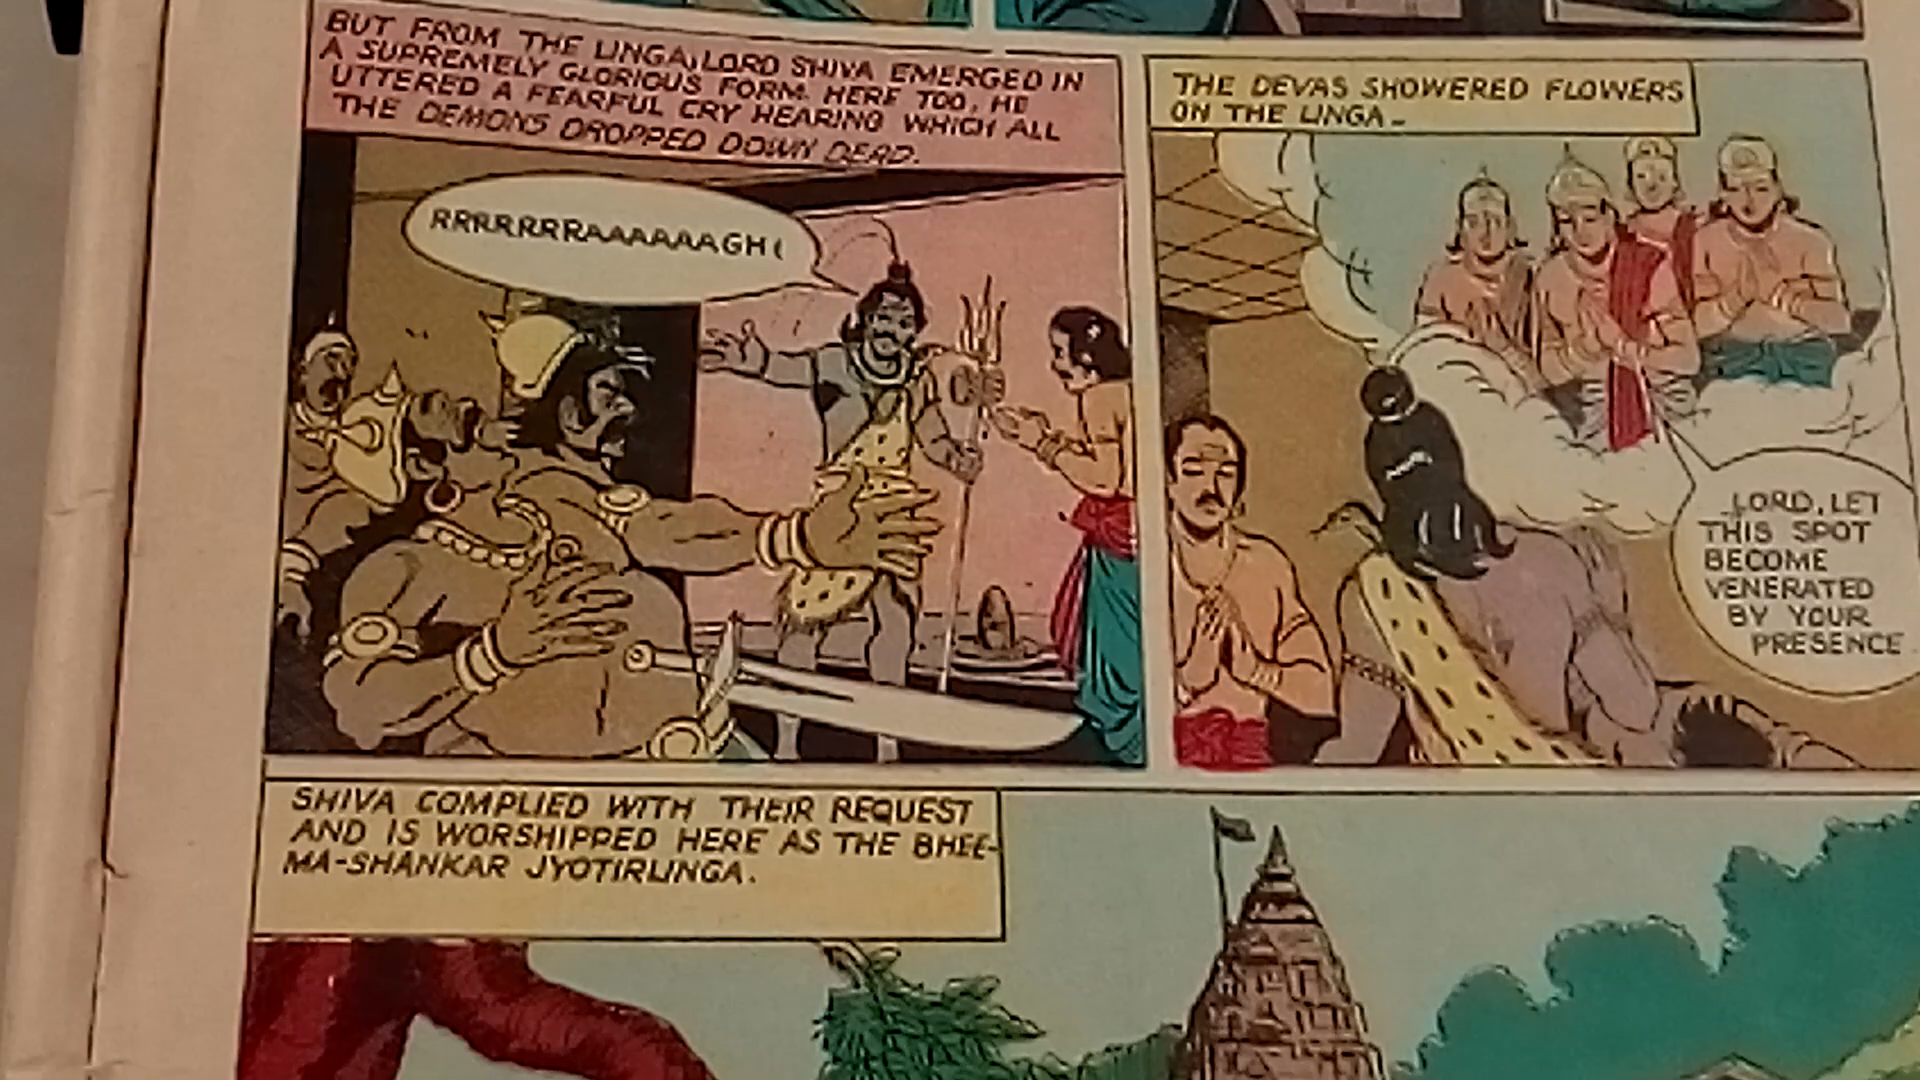 BUT FROM THE LINGA, LORD SHIVA EMERGED IN
A SUPREMELY GLORIOUS FORM. HERE TOO, HE
UTTERED A FEARFUL CRY HEARING WHICH ALL
THE DEMONS DROPPED DOWN DEAD.
RRRRRRRAAAAAAAGH!
THE DEVAS SHOWERED FLOWERS
ON THE LINGA -
LORD, LET
THIS SPOT
BECOME
VENERATED
BY YOUR
PRESENCE
SHIVA COMPLIED WITH THEIR REQUEST
AND IS WORSHIPPED HERE AS THE BHEE-
MA-SHANKAR JYOTIRLINGA.